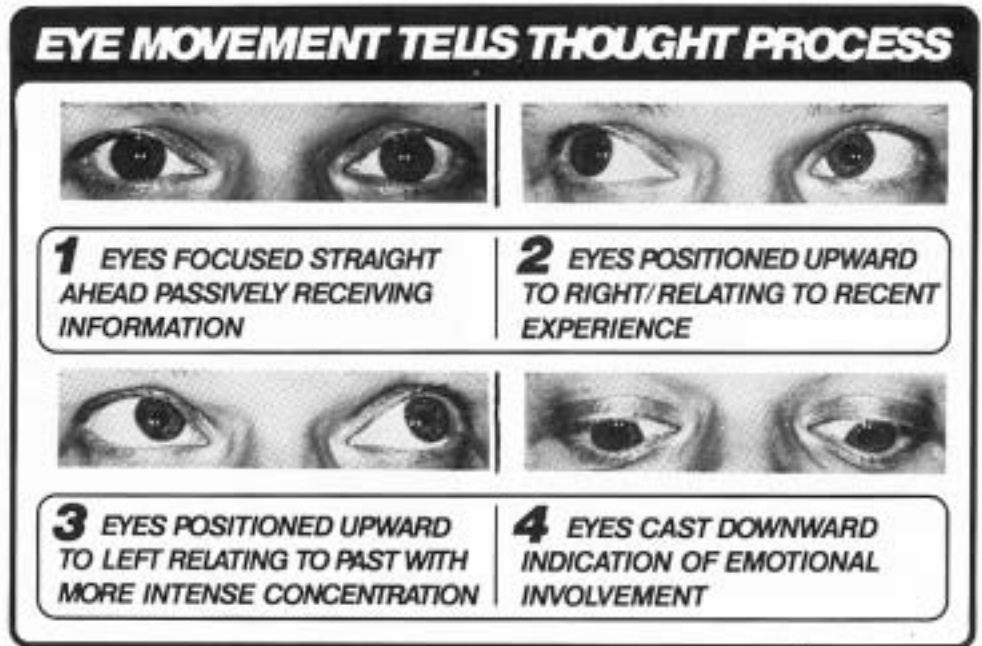 EYE MOVEMENT TELLS THOUGHT PROCESS
1 EYES FOCUSED STRAIGHT
AHEAD PASSIVELY RECEIVING
INFORMATION
2 EYES POSITIONED UPWARD
TO RIGHT/RELATING TO RECENT
EXPERIENCE
3 EYES POSITIONED UPWARD
TO LEFT RELATING TO PAST WITH
MORE INTENSE CONCENTRATION
4 EYES CAST DOWNWARD
INDICATION OF EMOTIONAL
INVOLVEMENT